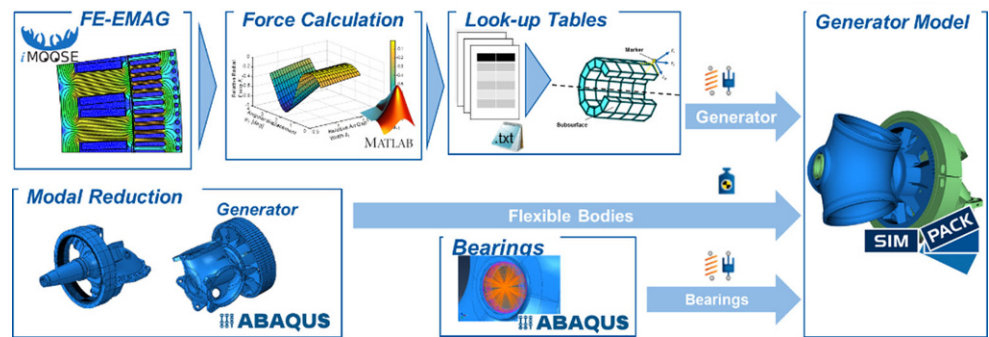 FE-EMAG
iMOOSE
Force Calculation
MATLAB
Look-up Tables
Marker
Subsurface
.txt
Generator
Generator Model
SIM
PACK
Modal Reduction
Generator
ABAQUS
Flexible Bodies
Bearings
ABAQUS
Bearings